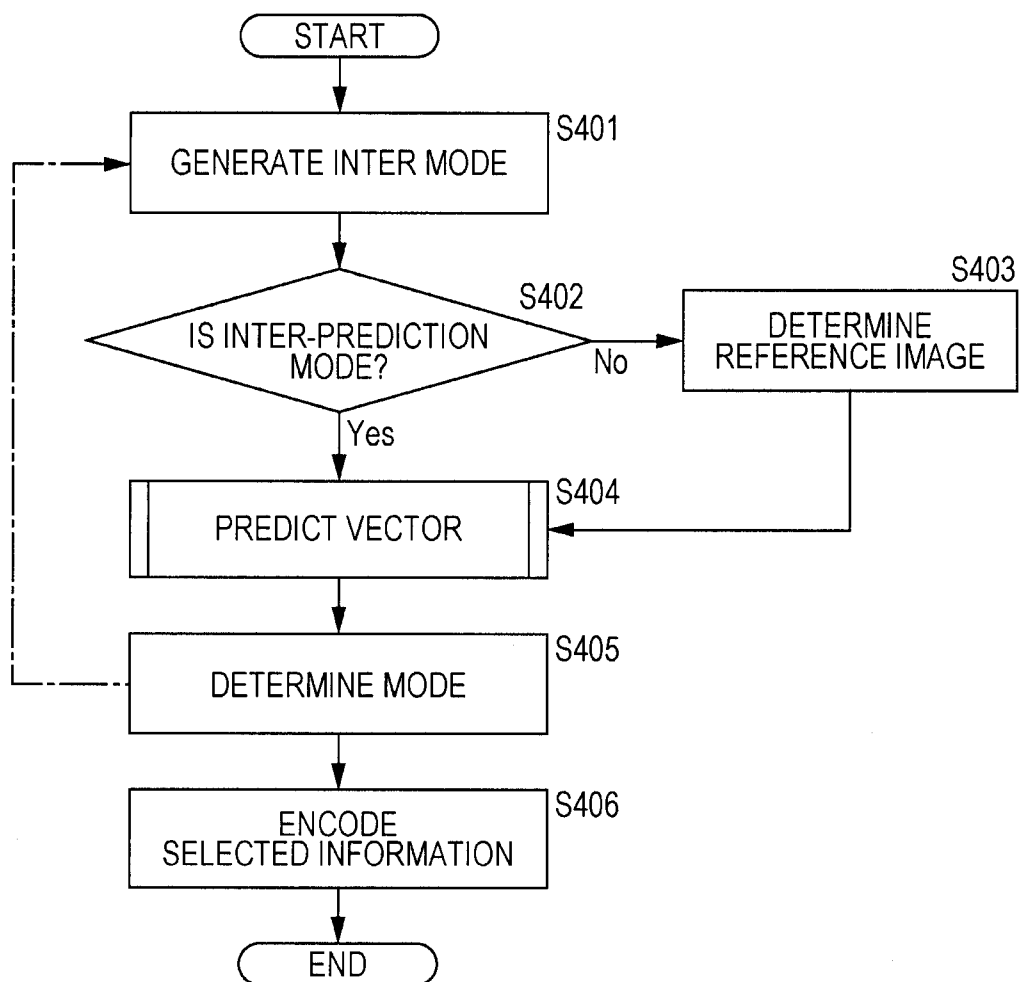 START
S401
GENERATE INTER MODE
S402
IS INTER-PREDICTION
MODE?
No
S403
DETERMINE
REFERENCE IMAGE
Yes
S404
PREDICT VECTOR
S405
DETERMINE MODE
S406
ENCODE
SELECTED INFORMATION
END